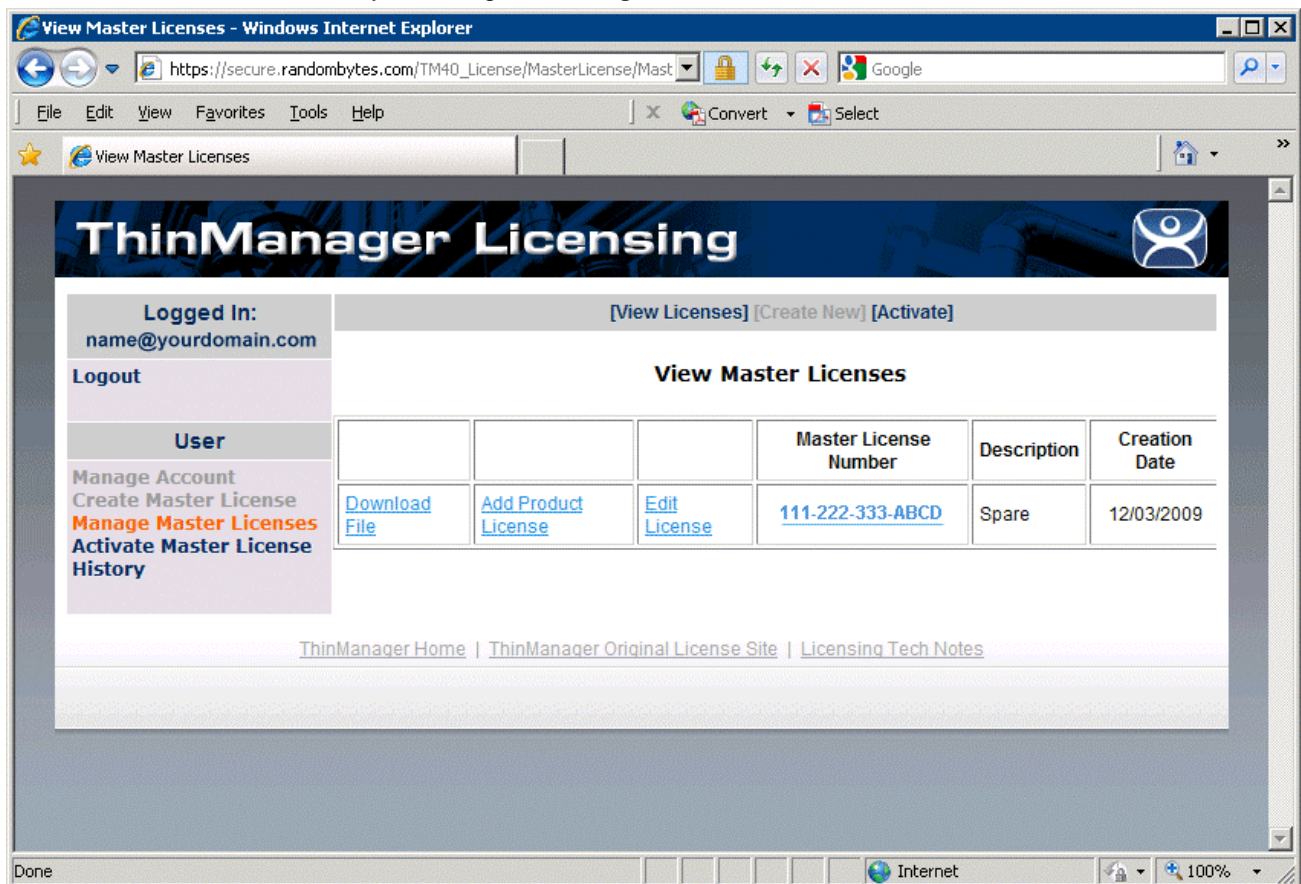 View Master Licenses - Windows Internet Explorer
https://secure.randombytes.com/TM40_License/MasterLicense/Mast
Google
File Edit View Favorites Tools Help
Convert Select
View Master Licenses
ThinManager Licensing
Logged In:
name@yourdomain.com
Logout
User
Manage Account
Create Master License
Manage Master Licenses
Activate Master License
History
[View Licenses] [Create New] [Activate]
View Master Licenses
Master License
Number
Description
Creation
Date
Download
File
Add Product
License
Edit
License
111-222-333-ABCD
Spare
12/03/2009
ThinManager Home | ThinManager Original License Site | Licensing Tech Notes
Done
Internet
100%